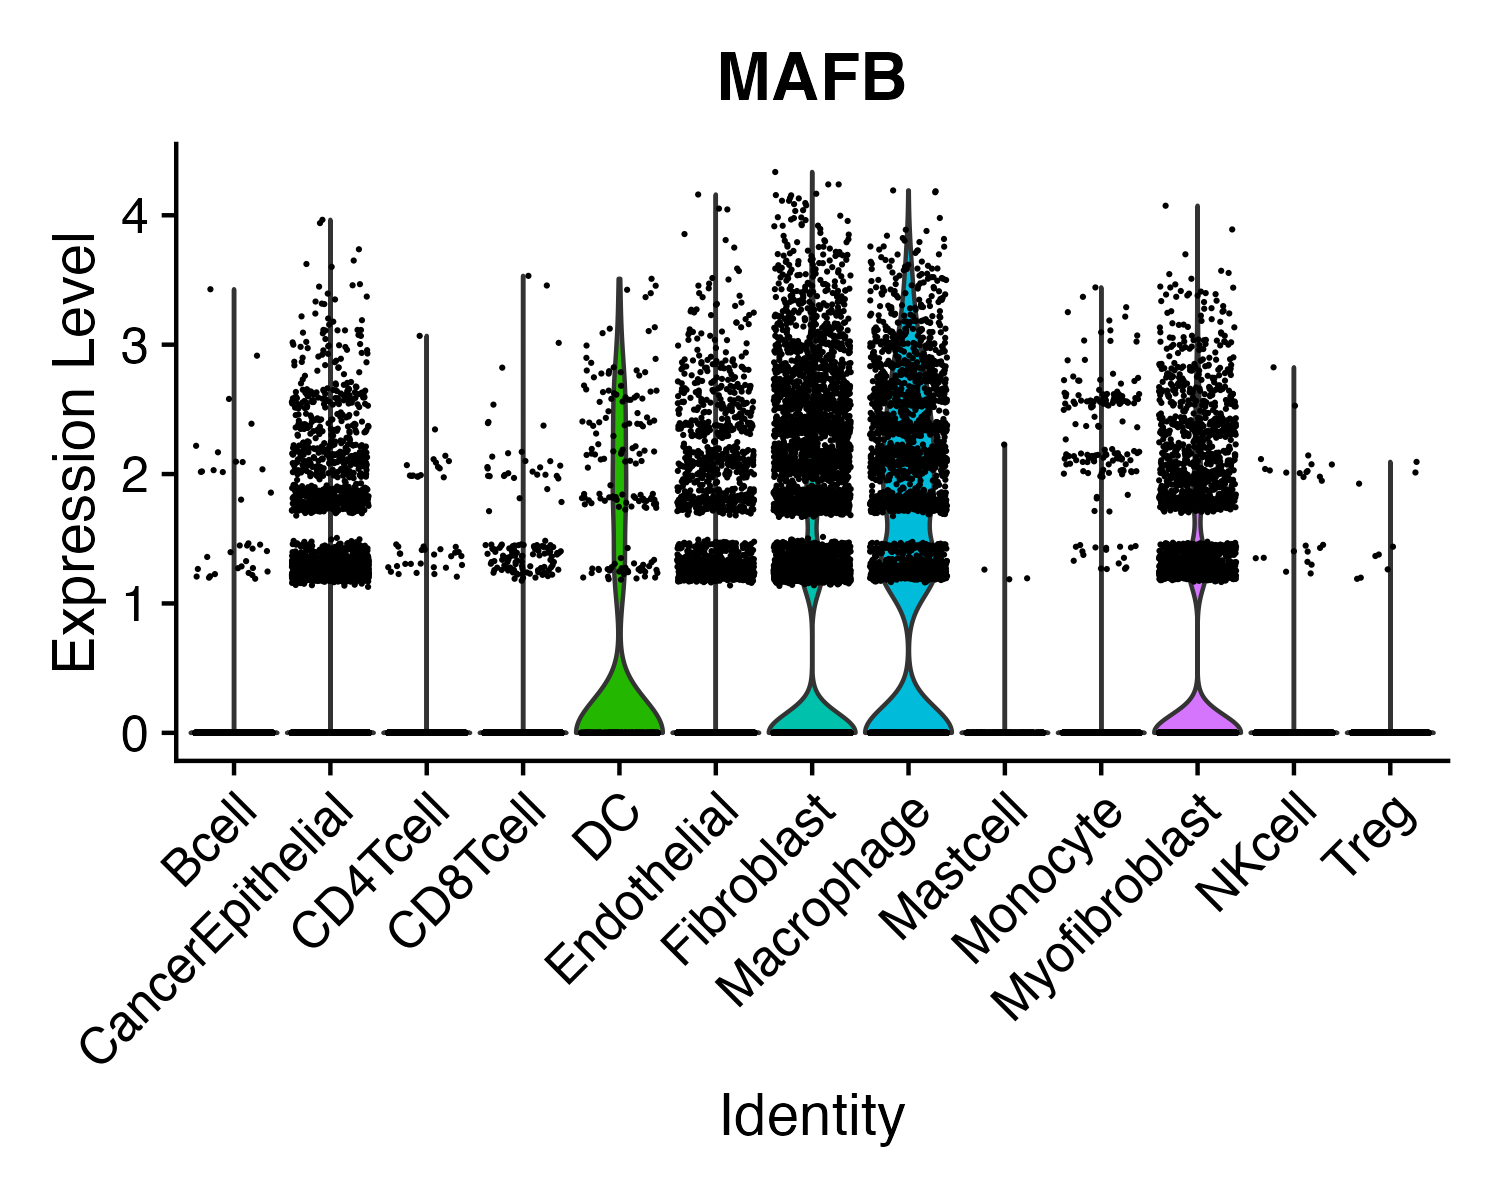 MAFB
Expression Level
4
3
2
1
0
Bcell
CancerEpithelial
CD4Tcell
CD8Tcell
DC
Endothelial
Fibroblast
Macrophage
Mastcell
Monocyte
Myofibroblast
NKcell
Treg
Identity